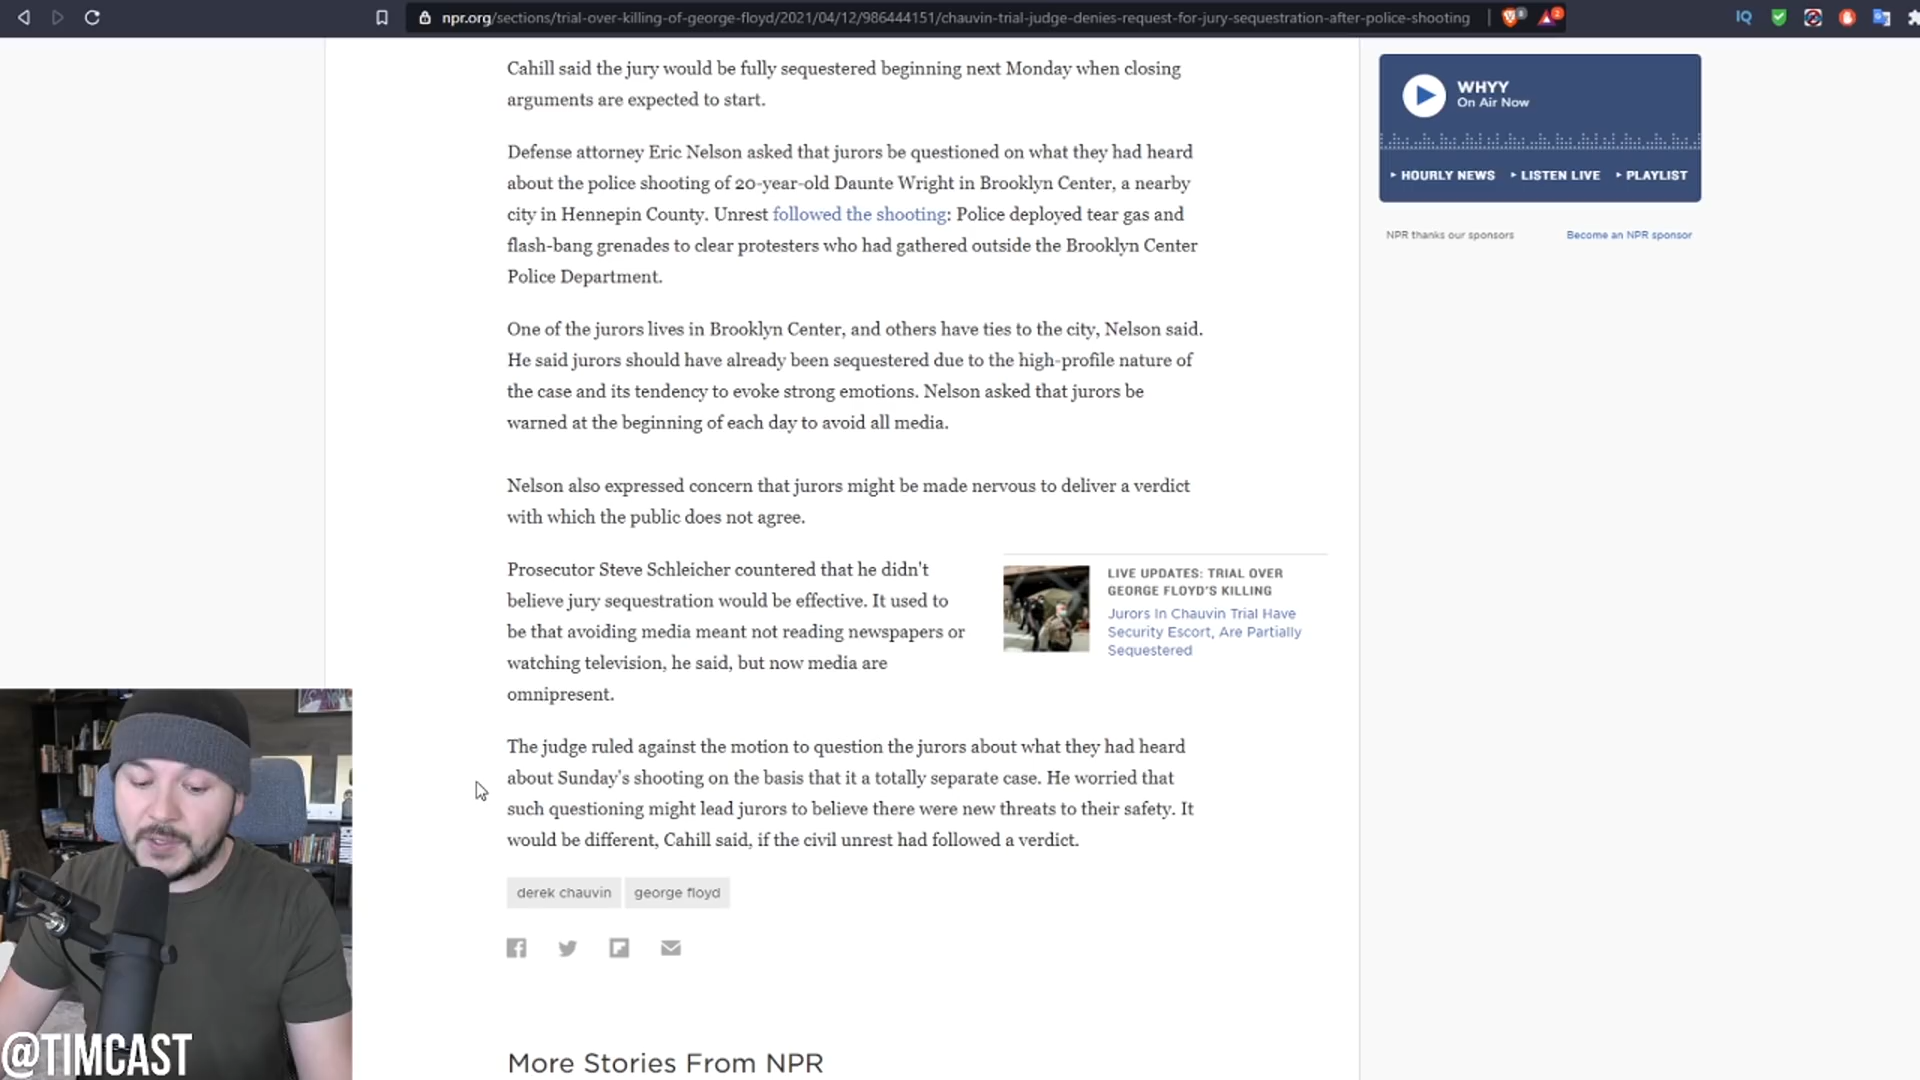 npr.org/sections/trial-over-killing-of-george-floyd/2021/04/12/986444151/chauvin-trial-judge-denies-request-for-jury-sequestration-after-police-shooting
IQ
Cahill said the jury would be fully sequestered beginning next Monday when closing
arguments are expected to start.
Defense attorney Eric Nelson asked that jurors be questioned on what they had heard
about the police shooting of 20-year-old Daunte Wright in Brooklyn Center, a nearby
city in Hennepin County. Unrest followed the shooting: Police deployed tear gas and
flash-bang grenades to clear protesters who had gathered outside the Brooklyn Center
Police Department.
One of the jurors lives in Brooklyn Center, and others have ties to the city, Nelson said.
He said jurors should have already been sequestered due to the high-profile nature of
the case and its tendency to evoke strong emotions. Nelson asked that jurors be
warned at the beginning of each day to avoid all media.
Nelson also expressed concern that jurors might be made nervous to deliver a verdict
with which the public does not agree.
Prosecutor Steve Schleicher countered that he didn't
believe jury sequestration would be effective. It used to
be that avoiding media meant not reading newspapers or
watching television, he said, but now media are
omnipresent.
LIVE UPDATES: TRIAL OVER
GEORGE FLOYD'S KILLING
Jurors In Chauvin Trial Have
Security Escort, Are Partially
Sequestered
The judge ruled against the motion to question the jurors about what they had heard
about Sunday's shooting on the basis that it a totally separate case. He worried that
such questioning might lead jurors to believe there were new threats to their safety. It
would be different, Cahill said, if the civil unrest had followed a verdict.
derek chauvin
george floyd
More Stories From NPR
WHYY
On Air Now
HOURLY NEWS
LISTEN LIVE
PLAYLIST
NPR thanks our sponsors
Become an NPR sponsor
@TIMCAST